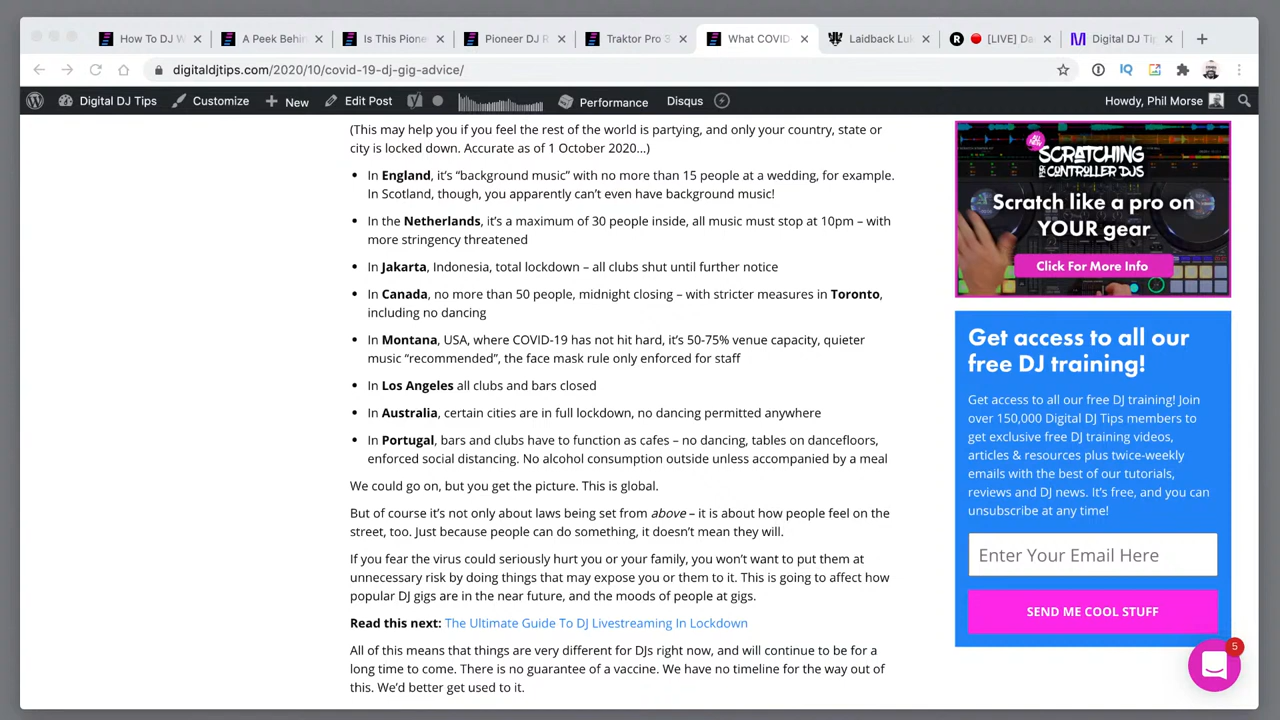 How To DJ W
A Peek Behin
Is This Pione
Pioneer DJ R
Traktor Pro 3
What COVID
Laidback Luk
[LIVE] Da
Digital DJ Tip
digitaldjtips.com/2020/10/covid-19-dj-gig-advice/
Digital DJ Tips
Customize
New
Edit Post
Performance
Disqus
Howdy, Phil Morse
(This may help you if you feel the rest of the world is partying, and only your country, state or
city is locked down. Accurate as of 1 October 2020...)
In England, it's "background music" with no more than 15 people at a wedding, for example.
In Scotland, though, you apparently can't even have background music!
In the Netherlands, it's a maximum of 30 people inside, all music must stop at 10pm – with
more stringency threatened
In Jakarta, Indonesia, total lockdown – all clubs shut until further notice
In Canada, no more than 50 people, midnight closing – with stricter measures in Toronto,
including no dancing
In Montana, USA, where COVID-19 has not hit hard, it's 50-75% venue capacity, quieter
music "recommended", the face mask rule only enforced for staff
In Los Angeles all clubs and bars closed
In Australia, certain cities are in full lockdown, no dancing permitted anywhere
In Portugal, bars and clubs have to function as cafes – no dancing, tables on dancefloors,
enforced social distancing. No alcohol consumption outside unless accompanied by a meal
We could go on, but you get the picture. This is global.
But of course it's not only about laws being set from above – it is about how people feel on the
street, too. Just because people can do something, it doesn't mean they will.
If you fear the virus could seriously hurt you or your family, you won't want to put them at
unnecessary risk by doing things that may expose you or them to it. This is going to affect how
popular DJ gigs are in the near future, and the moods of people at gigs.
Read this next: The Ultimate Guide To DJ Livestreaming In Lockdown
All of this means that things are very different for DJs right now, and will continue to be for a
long time to come. There is no guarantee of a vaccine. We have no timeline for the way out of
this. We'd better get used to it.
SCRATCHING
FOR CONTROLLER DJS
Scratch like a pro on
YOUR gear
Click For More Info
Get access to all our
free DJ training!
Get access to all our free DJ training! Join
over 150,000 Digital DJ Tips members to
get exclusive free DJ training videos,
articles & resources plus twice-weekly
emails with the best of our tutorials,
reviews and DJ news. It's free, and you can
unsubscribe at any time!
Enter Your Email Here
SEND ME COOL STUFF
5